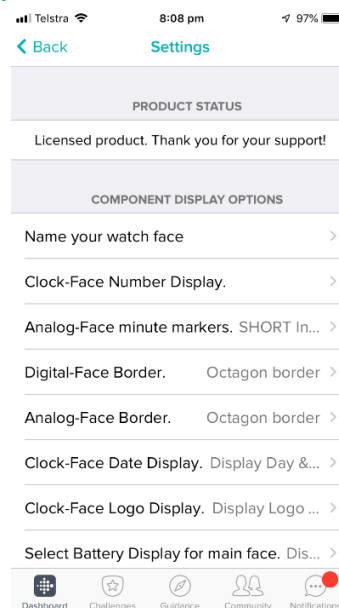 Telstra 8:08 pm 97%
Back Settings
PRODUCT STATUS
Licensed product. Thank you for your support!
COMPONENT DISPLAY OPTIONS
Name your watch face
Clock-Face Number Display.
Analog-Face minute markers. SHORT In...
Digital-Face Border. Octagon border
Analog-Face Border. Octagon border
Clock-Face Date Display. Display Day &...
Clock-Face Logo Display. Display Logo ...
Select Battery Display for main face. Dis...
Dashboard Challenges Guidance Community Notifications